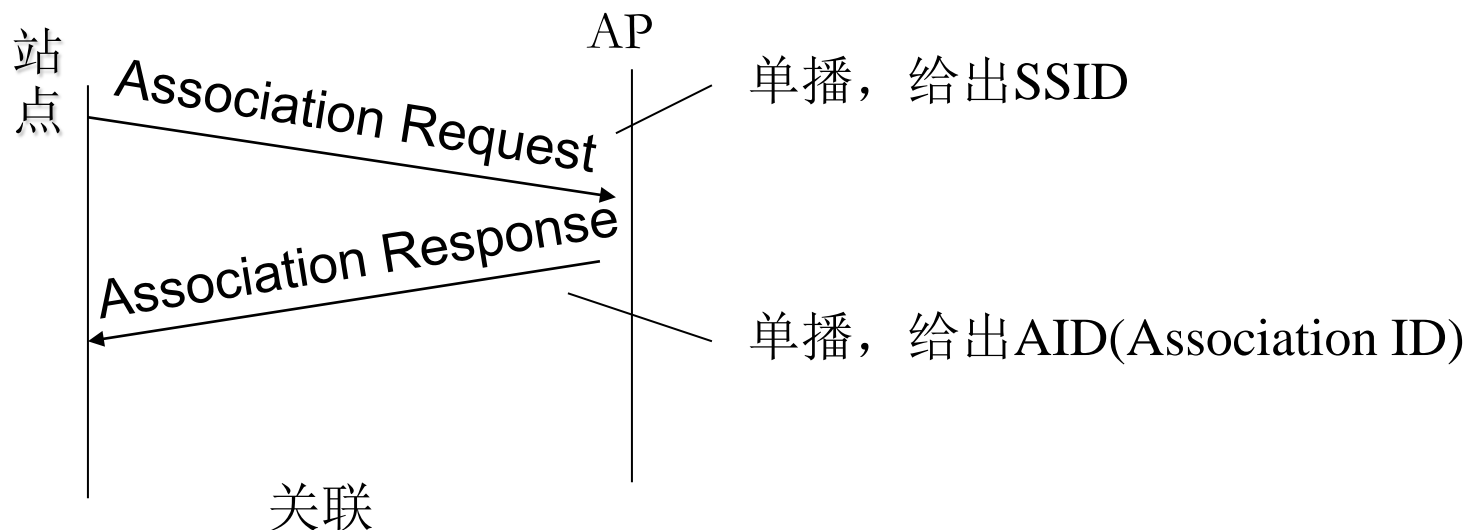 站点
AP
Association Request
单播，给出SSID
Association Response
单播，给出AID(Association ID)
关联